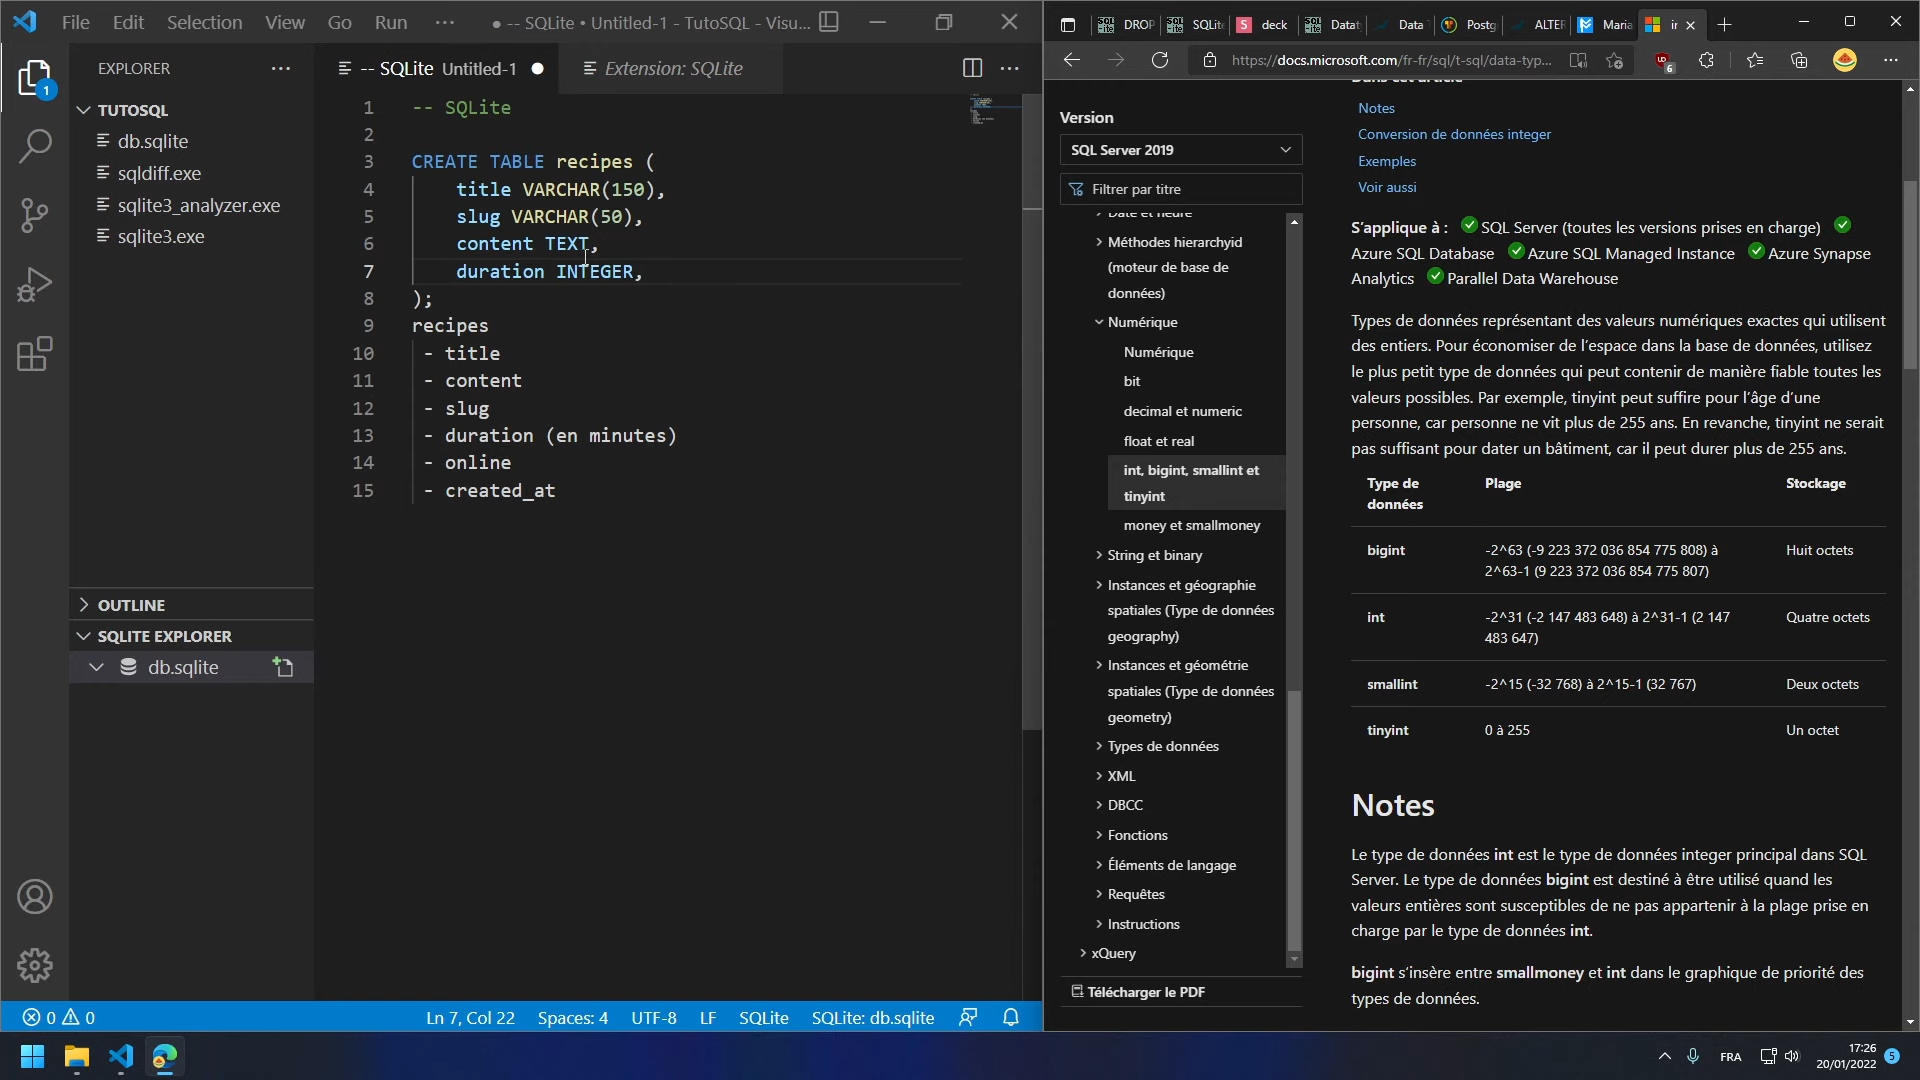 File Edit Selection View Go Run ··· ● -- SQLite • Untitled-1 - TutoSQL - Visu...
EXPLORER ···
TUTOSQL
db.sqlite
sqldiff.exe
sqlite3_analyzer.exe
sqlite3.exe
OUTLINE
SQLITE EXPLORER
db.sqlite
1
-- SQLite Untitled-1 ●
Extension: SQLite
1 -- SQLite
2
3 CREATE TABLE recipes (
4 title VARCHAR(150),
5 slug VARCHAR(50),
6 content TEXT,
7 duration INTEGER,
8 );
9 recipes
10 - title
11 - content
12 - slug
13 - duration (en minutes)
14 - online
15 - created_at
0 0 Ln 7, Col 22 Spaces: 4 UTF-8 LF SQLite SQLite: db.sqlite
DROP SQLite deck Datat Data Postg ALTER Maria
https://docs.microsoft.com/fr-fr/sql/t-sql/data-typ...
6
Version
SQL Server 2019
Filtrer par titre
Date et heure
Méthodes hierarchyid
(moteur de base de
données)
Numérique
Numérique
bit
decimal et numeric
float et real
int, bigint, smallint et
tinyint
money et smallmoney
String et binary
Instances et géographie
spatiales (Type de données
geography)
Instances et géométrie
spatiales (Type de données
geometry)
Types de données
XML
DBCC
Fonctions
Éléments de langage
Requêtes
Instructions
xQuery
Télécharger le PDF
Dans cet article
Notes
Conversion de données integer
Exemples
Voir aussi
S’applique à : SQL Server (toutes les versions prises en charge)
Azure SQL Database Azure SQL Managed Instance Azure Synapse
Analytics Parallel Data Warehouse
Types de données représentant des valeurs numériques exactes qui utilisent
des entiers. Pour économiser de l’espace dans la base de données, utilisez
le plus petit type de données qui peut contenir de manière fiable toutes les
valeurs possibles. Par exemple, tinyint peut suffire pour l’âge d’une
personne, car personne ne vit plus de 255 ans. En revanche, tinyint ne serait
pas suffisant pour dater un bâtiment, car il peut durer plus de 255 ans.
Type de Plage Stockage
données
bigint -2^63 (-9 223 372 036 854 775 808) à Huit octets
2^63-1 (9 223 372 036 854 775 807)
int -2^31 (-2 147 483 648) à 2^31-1 (2 147 Quatre octets
483 647)
smallint -2^15 (-32 768) à 2^15-1 (32 767) Deux octets
tinyint 0 à 255 Un octet
Notes
Le type de données int est le type de données integer principal dans SQL
Server. Le type de données bigint est destiné à être utilisé quand les
valeurs entières sont susceptibles de ne pas appartenir à la plage prise en
charge par le type de données int.
bigint s’insère entre smallmoney et int dans le graphique de priorité des
types de données.
FRA 17:26 5
20/01/2022